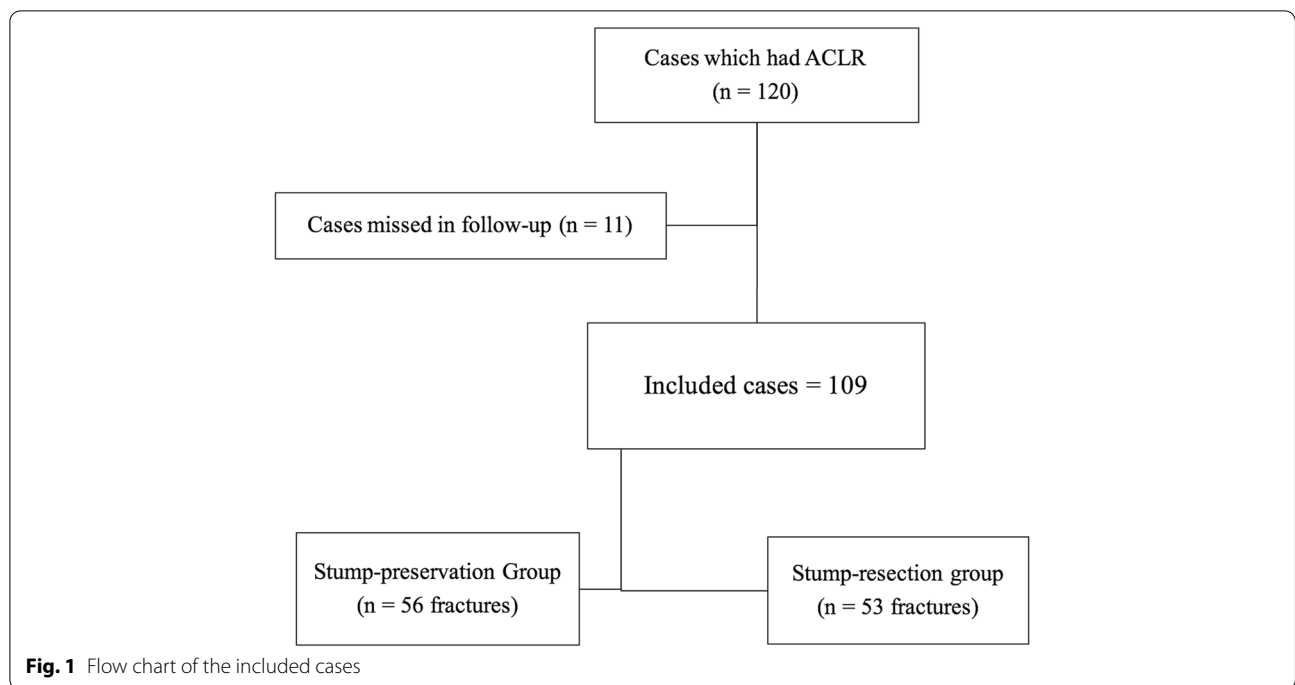 Cases which had ACLR
(n = 120)
Cases missed in follow-up (n = 11)
Included cases = 109
Stump-preservation Group
(n = 56 fractures)
Stump-resection group
(n = 53 fractures)
Fig. 1 Flow chart of the included cases